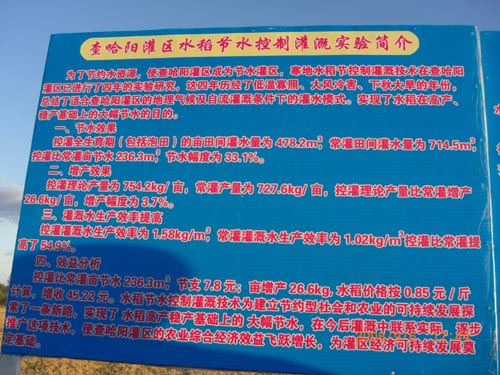 查哈阳灌区水稻节水控制灌溉实验简介
为了节约水资源，使查哈阳灌区成为节水灌区，寒地水稻节控制灌溉技术在查哈阳
灌区已进行了四年的实验研究，这四年历经了低温寡照、大风冷害、下秋大旱的年份，
总结了适合查哈阳灌区的地理气候及自流灌溉条件下的灌水模式，实现了水稻在高产、
稳产基础上的大幅节水的目的。
一、节水效果
控灌全生育期（包括泡田）的亩田间灌水量为478.2m³，常灌田间灌水量为714.5m³，
控灌比常灌亩节水236.3m³，节水幅度为33.1%。
二、增产效果
控灌理论产量为754.2kg/亩，常灌产量为727.6kg/亩，控灌理论产量比常灌增产
26.6kg/亩，增产幅度为3.7%。
三、灌溉水生产效率提高
控灌灌溉水生产效率为1.58kg/m³，常灌灌溉水生产效率为1.02kg/m³控灌比常灌提
高了54.9%。
四、效益分析
控灌比常灌亩节水236.3m³，节支7.8元；亩增产26.6kg，水稻价格按0.85元/斤
计算，增收45.22元。水稻节水控制灌溉技术为建立节约型社会和农业的可持续发展探
索了一条新路，实现了水稻高产稳产基础上的大幅节水，在今后灌溉中联系实际，逐步
推广这项技术，使查哈阳灌区的农业综合经济效益飞跃增长，为灌区经济可持续发展奠
定基础。